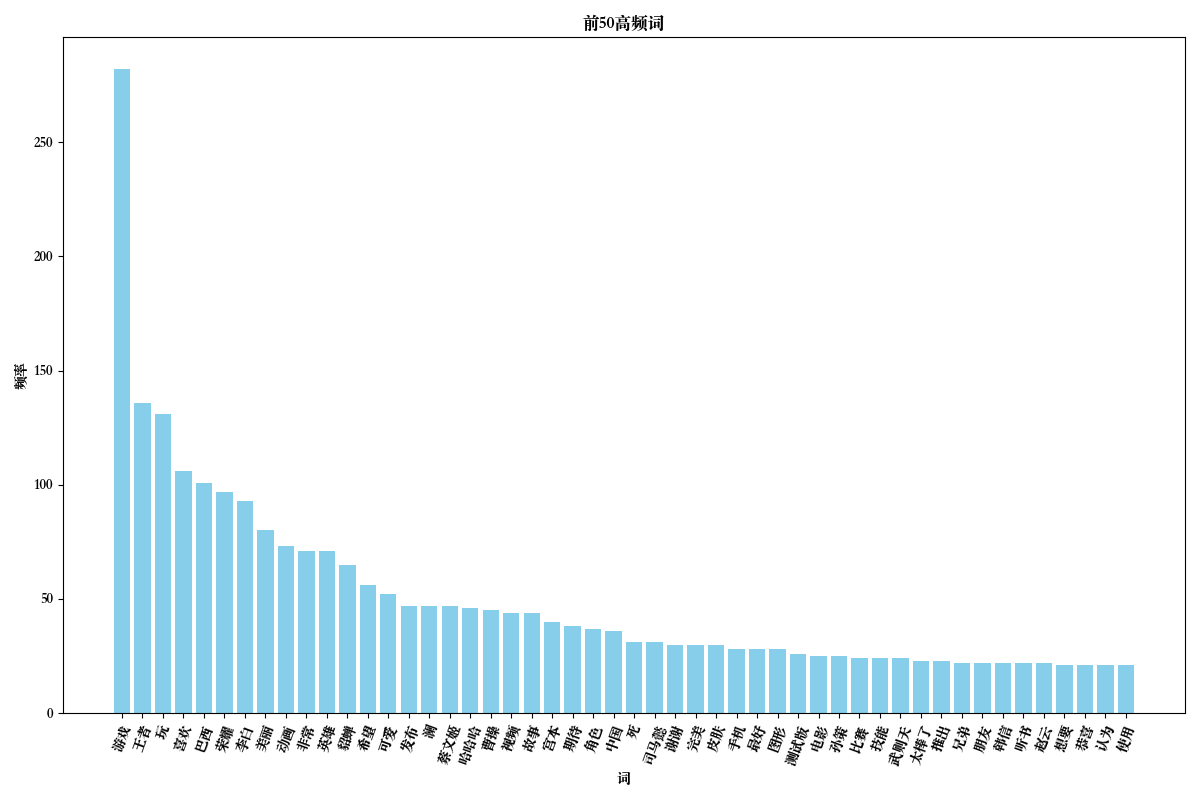 前50高频词
频率
250
200
150
100
50
0
游戏
王者
玩
喜欢
巴西
荣耀
李白
美丽
动画
非常
英雄
貂蝉
希望
可爱
发布
澜
蔡文姬
哈哈哈
曹操
视频
故事
宫本
期待
角色
中国
死
司马懿
谢谢
完美
皮肤
手机
最好
图形
测试版
电影
孙策
比赛
技能
武则天
太棒了
推出
兄弟
朋友
韩信
听书
赵云
想要
恭喜
认为
使用
词